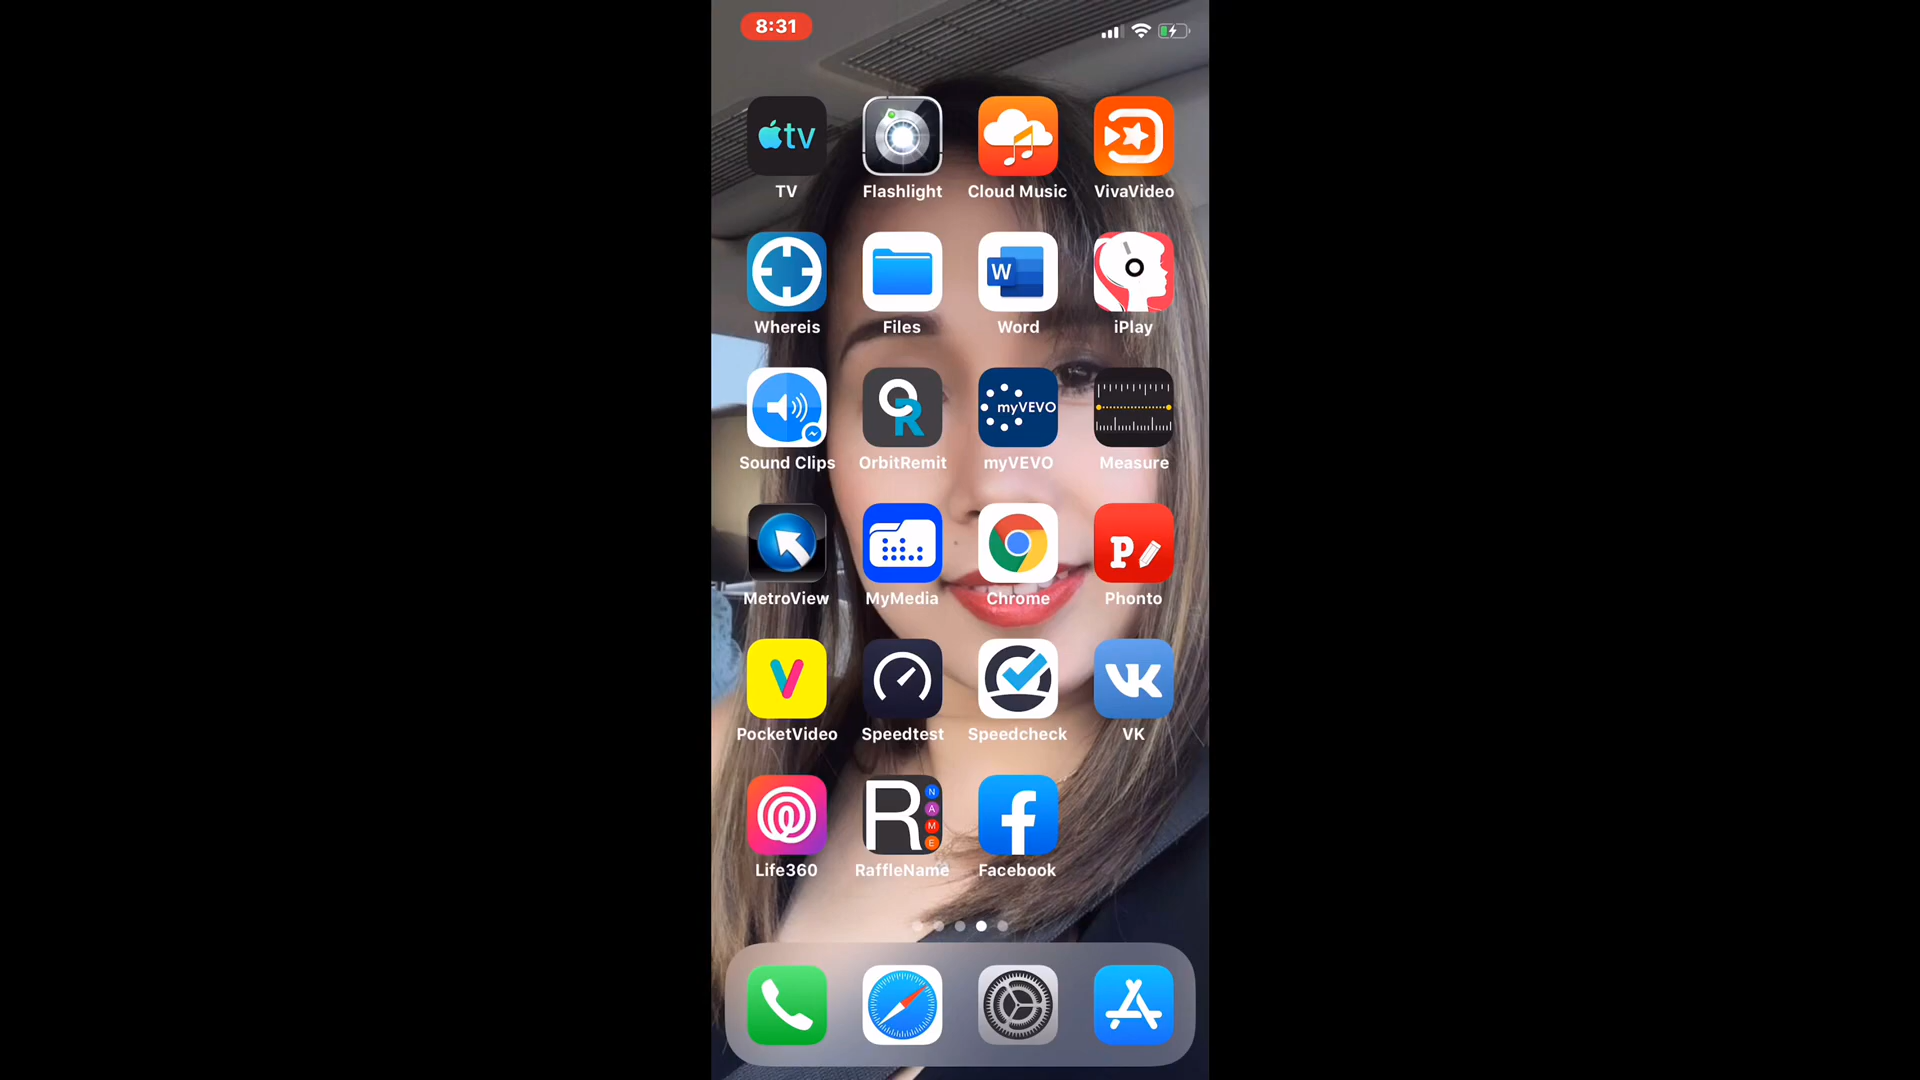 8:31
tv
TV
Flashlight
Cloud Music
VivaVideo
W
Whereis
Files
Word
iPlay
myVEVO
Sound Clips
OrbitRemit
myVEVO
Measure
P
MetroView
MyMedia
Chrome
Phonto
V
VK
PocketVideo
Speedtest
Speedcheck
VK
R
N
A
M
E
f
Life360
RaffleName
Facebook